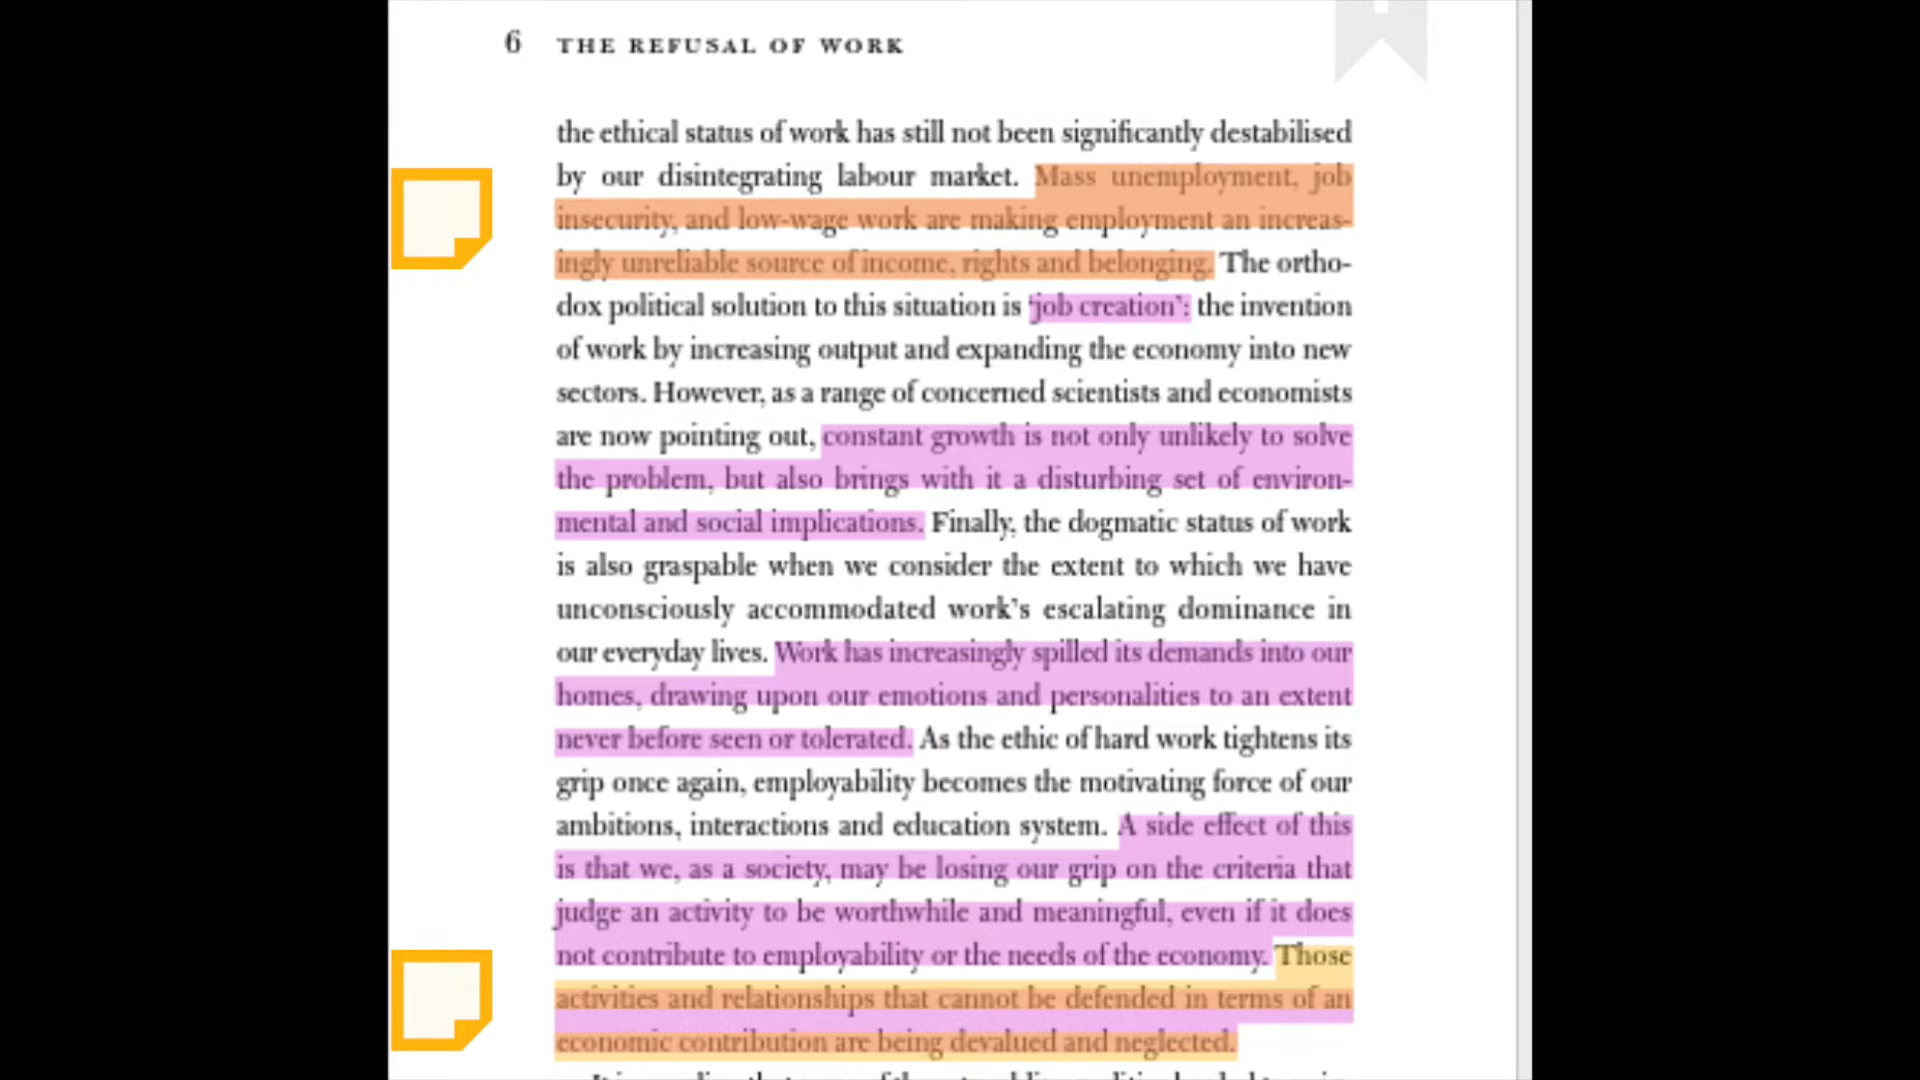 6 THE REFUSAL OF WORK
the ethical status of work has still not been significantly destabilised
by our disintegrating labour market. Mass unemployment, job
insecurity, and low-wage work are making employment an increas-
ingly unreliable source of income, rights and belonging. The ortho-
dox political solution to this situation is ‘job creation’: the invention
of work by increasing output and expanding the economy into new
sectors. However, as a range of concerned scientists and economists
are now pointing out, constant growth is not only unlikely to solve
the problem, but also brings with it a disturbing set of environ-
mental and social implications. Finally, the dogmatic status of work
is also graspable when we consider the extent to which we have
unconsciously accommodated work’s escalating dominance in
our everyday lives. Work has increasingly spilled its demands into our
homes, drawing upon our emotions and personalities to an extent
never before seen or tolerated. As the ethic of hard work tightens its
grip once again, employability becomes the motivating force of our
ambitions, interactions and education system. A side effect of this
is that we, as a society, may be losing our grip on the criteria that
judge an activity to be worthwhile and meaningful, even if it does
not contribute to employability or the needs of the economy. Those
activities and relationships that cannot be defended in terms of an
economic contribution are being devalued and neglected.